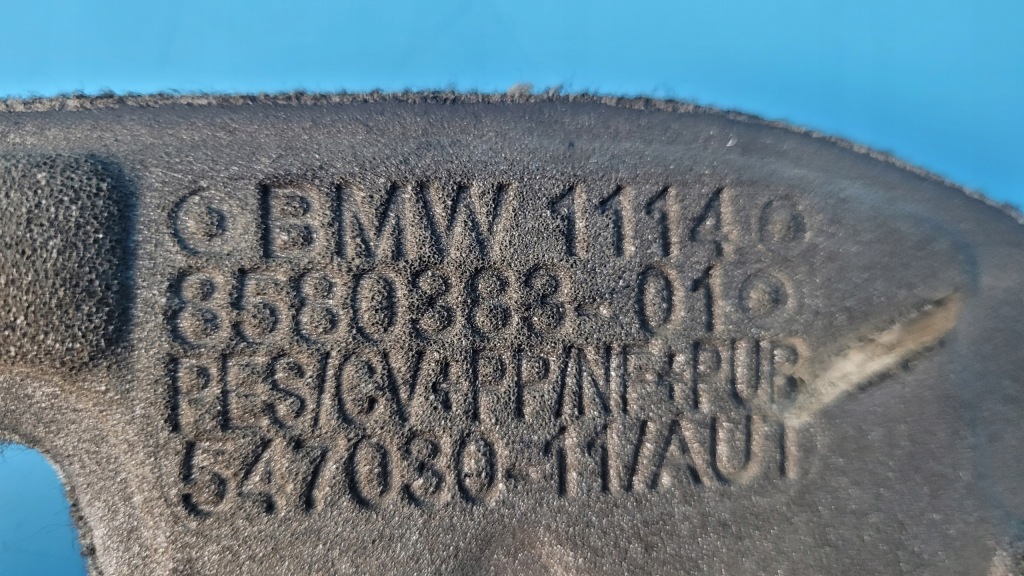 BMW 1114
8580383-01
PES/CV+PP/NF+PUR
547030-11/AUT